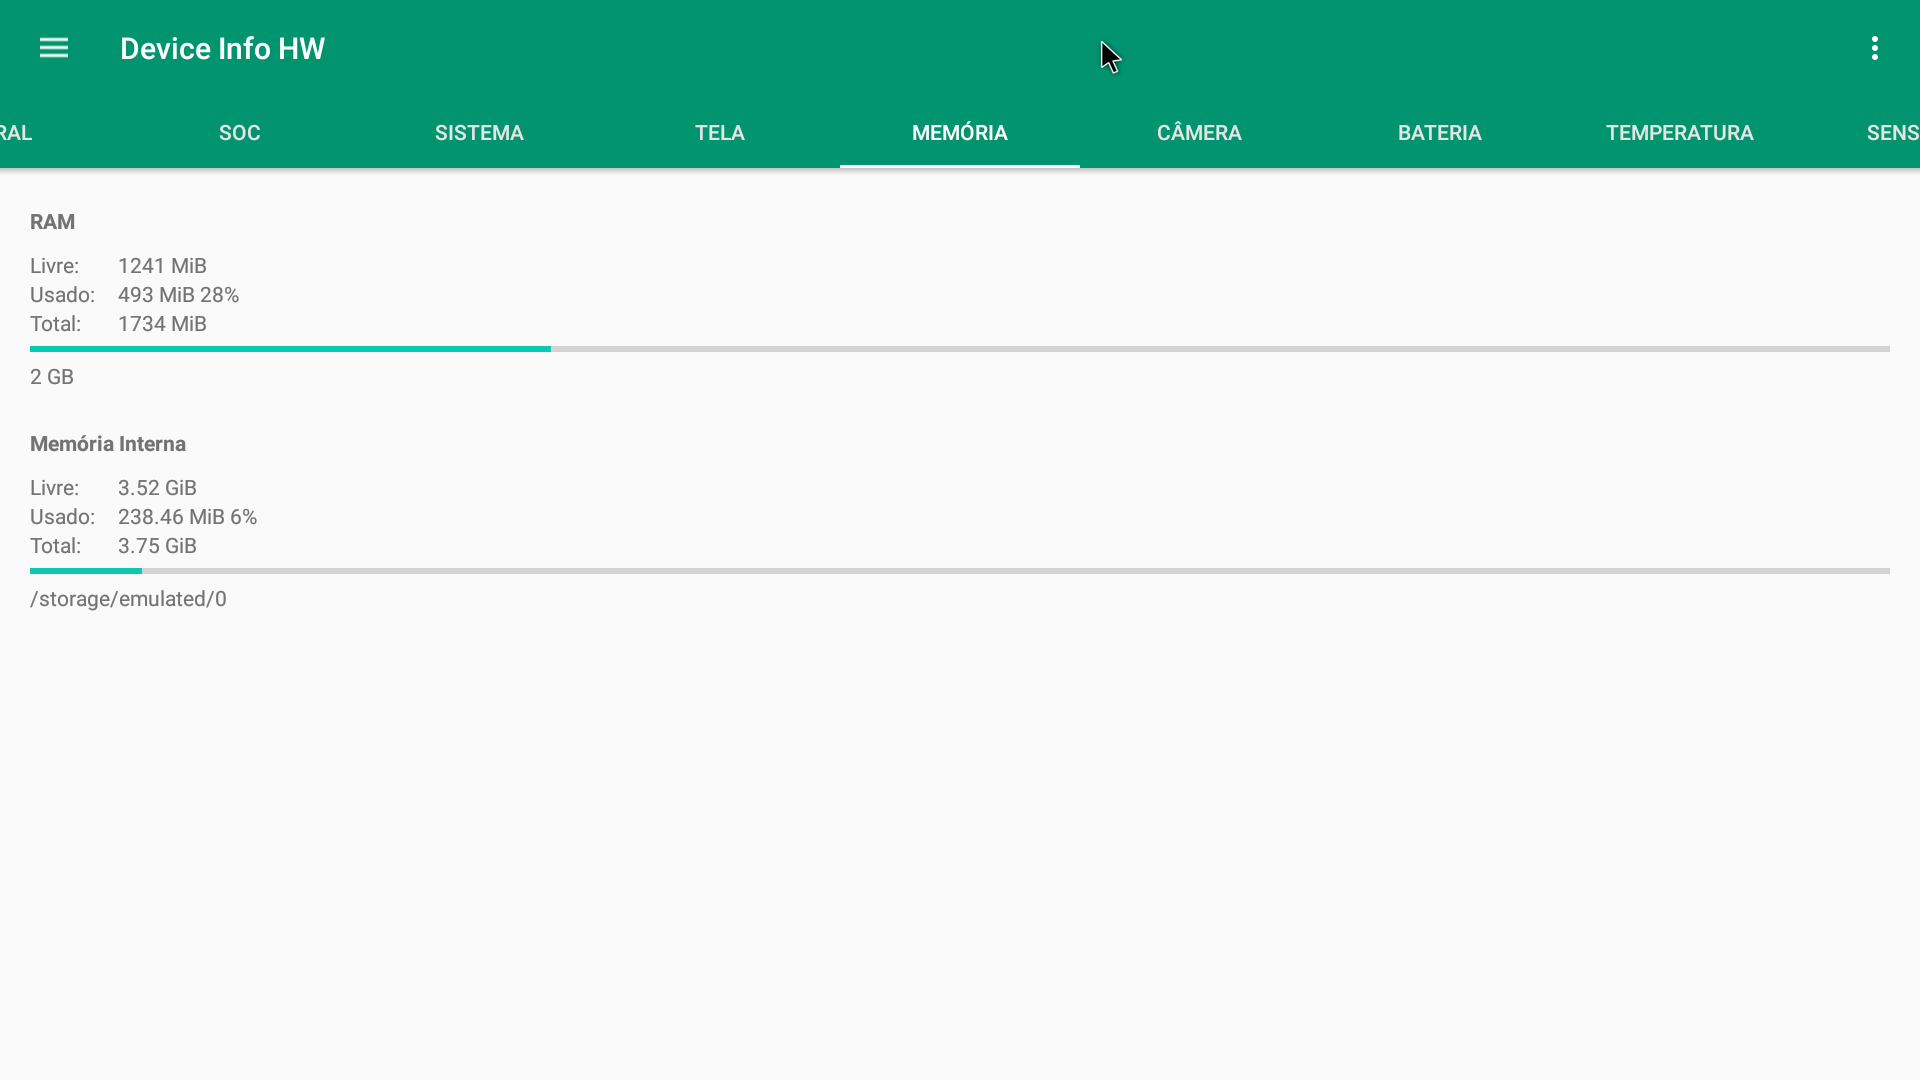 Device Info HW
RAL SOC SISTEMA TELA MEMÓRIA CÂMERA BATERIA TEMPERATURA SENS
RAM
Livre: 1241 MiB
Usado: 493 MiB 28%
Total: 1734 MiB
2 GB
Memória Interna
Livre: 3.52 GiB
Usado: 238.46 MiB 6%
Total: 3.75 GiB
/storage/emulated/0